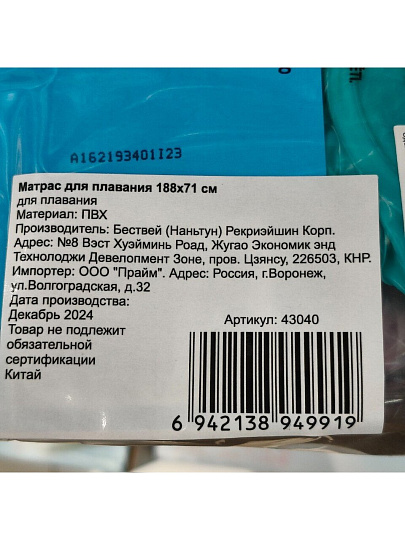 A162193401I23
Матрас для плавания 188x71 см
для плавания
Материал: ПВХ
Производитель: Бествей (Наньтун) Рекриэйшин Корп.
Адрес: №8 Вэст Хуэйминь Роад, Жугао Экономик энд
Технолоджи Девелопмент Зоне, пров. Цзянсу, 226503, КНР.
Импортер: ООО "Прайм". Адрес: Россия, г.Воронеж,
ул.Волгоградская, д.32
Дата производства:
Декабрь 2024
Товар не подлежит
обязательной
сертификации
Китай
Артикул: 43040
6 942138 949919